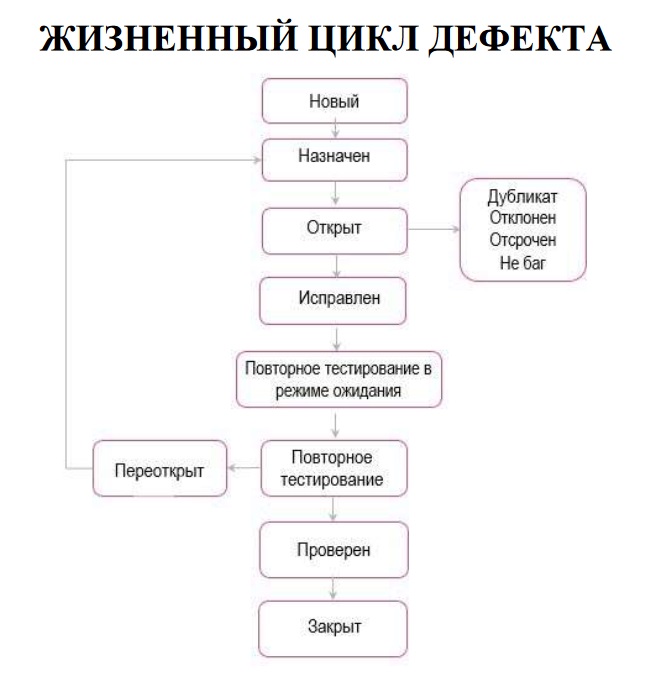 ЖИЗНЕННЫЙ ЦИКЛ ДЕФЕКТА
Новый
Назначен
Открыт
Дубликат
Отклонен
Отсрочен
Не баг
Исправлен
Повторное тестирование в
режиме ожидания
Повторное
тестирование
Переоткрыт
Проверен
Закрыт